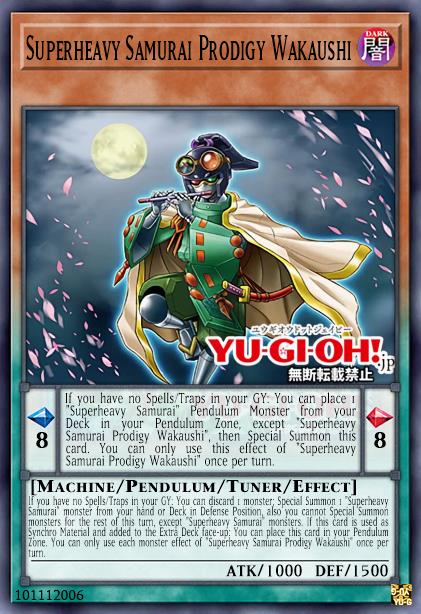 Superheavy Samurai Prodigy Wakaushi
DARK
闇
ユウギオウドットジェイピー
YU-GI-OH!.jp
無断転載禁止
If you have no Spells/Traps in your GY: You can place 1
"Superheavy Samurai" Pendulum Monster from your
Deck in your Pendulum Zone, except "Superheavy
Samurai Prodigy Wakaushi", then Special Summon this
card. You can only use this effect of "Superheavy
Samurai Prodigy Wakaushi" once per turn.
8
8
[Machine/Pendulum/Tuner/Effect]
If you have no Spells/Traps in your GY: You can discard 1 monster; Special Summon 1 "Superheavy
Samurai" monster from your hand or Deck in Defense Position, also you cannot Special Summon
monsters for the rest of this turn, except "Superheavy Samurai" monsters. If this card is used as
Synchro Material and added to the Extra Deck face-up: You can place this card in your Pendulum
Zone. You can only use each monster effect of "Superheavy Samurai Prodigy Wakaushi" once per
turn.
ATK/1000 DEF/1500
101112006